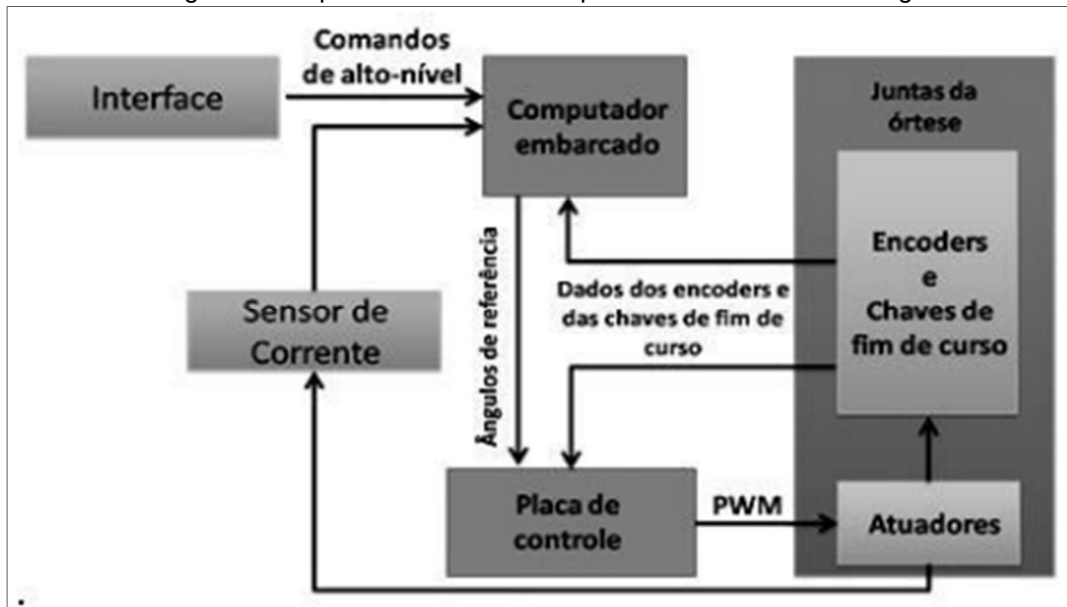 Comandos
de alto-nível
Interface
Computador
embarcado
Juntas da
órtese
Encoders
e
Chaves de
fim de curso
Ângulos de referência
Dados dos encoders e
das chaves de fim de
curso
Sensor de
Corrente
Placa de
controle
PWM
Atuadores
.